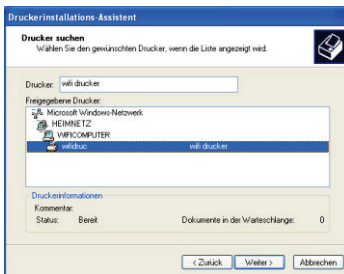 Druckerinstallations-Assistent
Drucker suchen
Wählen Sie den gewünschten Drucker, wenn die Liste angezeigt wird.
Drucker: wifi drucker
Freigegebene Drucker:
Microsoft Windows-Netzwerk
HEIMNETZ
WIFICOMPUTER
wifidruc wifi drucker
Druckerinformationen
Kommentar:
Status: Bereit Dokumente in der Warteschlange: 0
< Zurück Weiter > Abbrechen